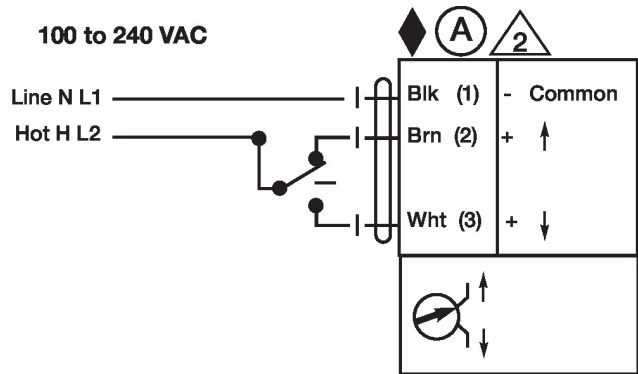 100 to 240 VAC
A
2
Line N L1
Blk (1) - Common
Hot H L2
Brn (2) + ↑
Wht (3) + ↓